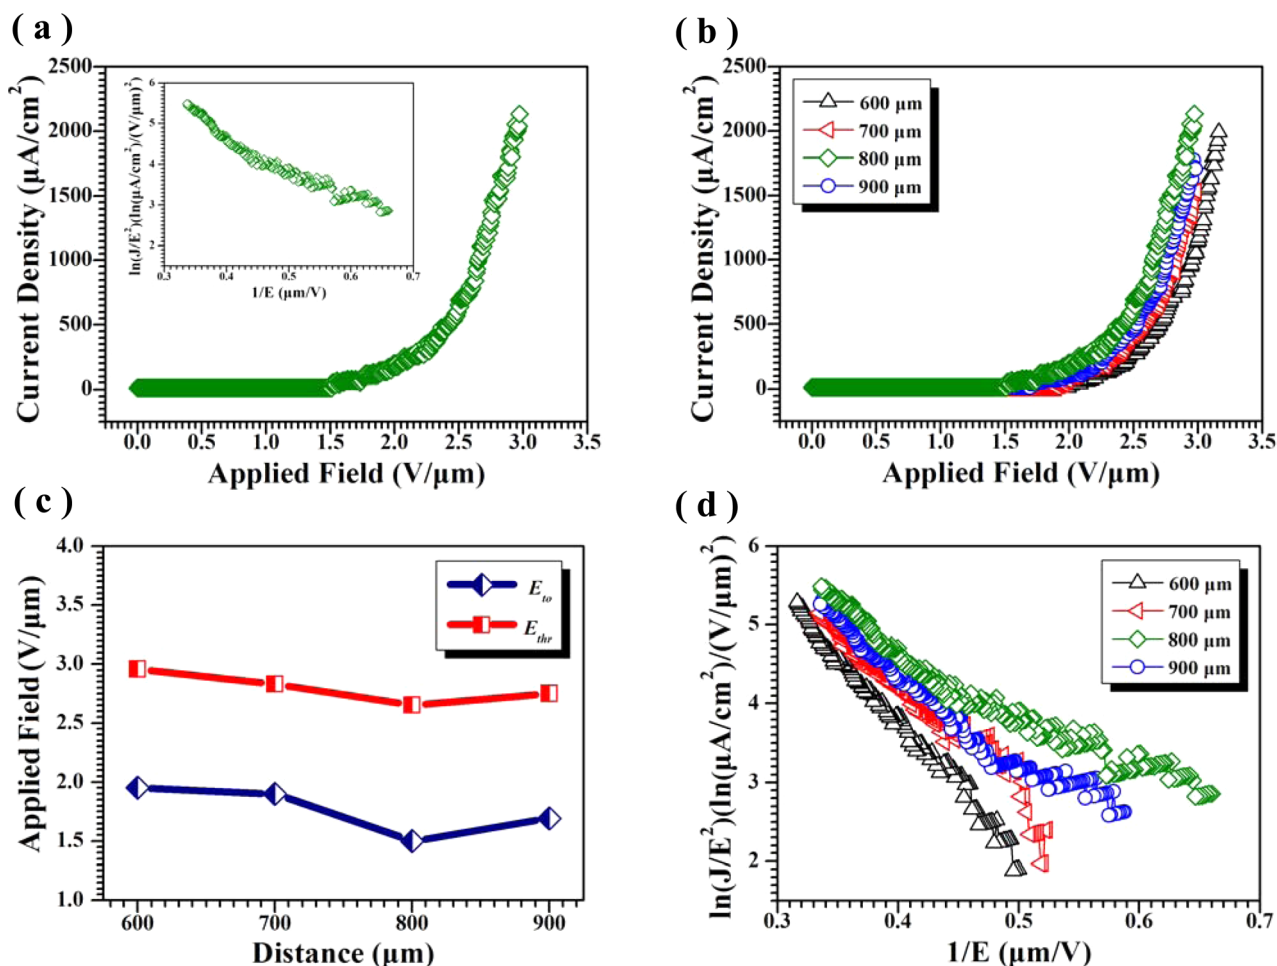 ( a )
2500
2000
1500
1000
500
0
Current Density (μA/cm²)
0.0 0.5 1.0 1.5 2.0 2.5 3.0 3.5
Applied Field (V/μm)
6
5
4
3
2
ln(J/E²)(ln(μA/cm²)/(V/μm)²)
0.3 0.4 0.5 0.6 0.7
1/E (μm/V)
( b )
2500
2000
1500
1000
500
0
Current Density (μA/cm²)
600 μm
700 μm
800 μm
900 μm
0.0 0.5 1.0 1.5 2.0 2.5 3.0 3.5
Applied Field (V/μm)
( c )
4.0
3.5
3.0
2.5
2.0
1.5
1.0
Applied Field (V/μm)
E_to
E_thr
600 700 800 900
Distance (μm)
( d )
6
5
4
3
2
ln(J/E²)(ln(μA/cm²)/(V/μm)²)
600 μm
700 μm
800 μm
900 μm
0.3 0.4 0.5 0.6 0.7
1/E (μm/V)